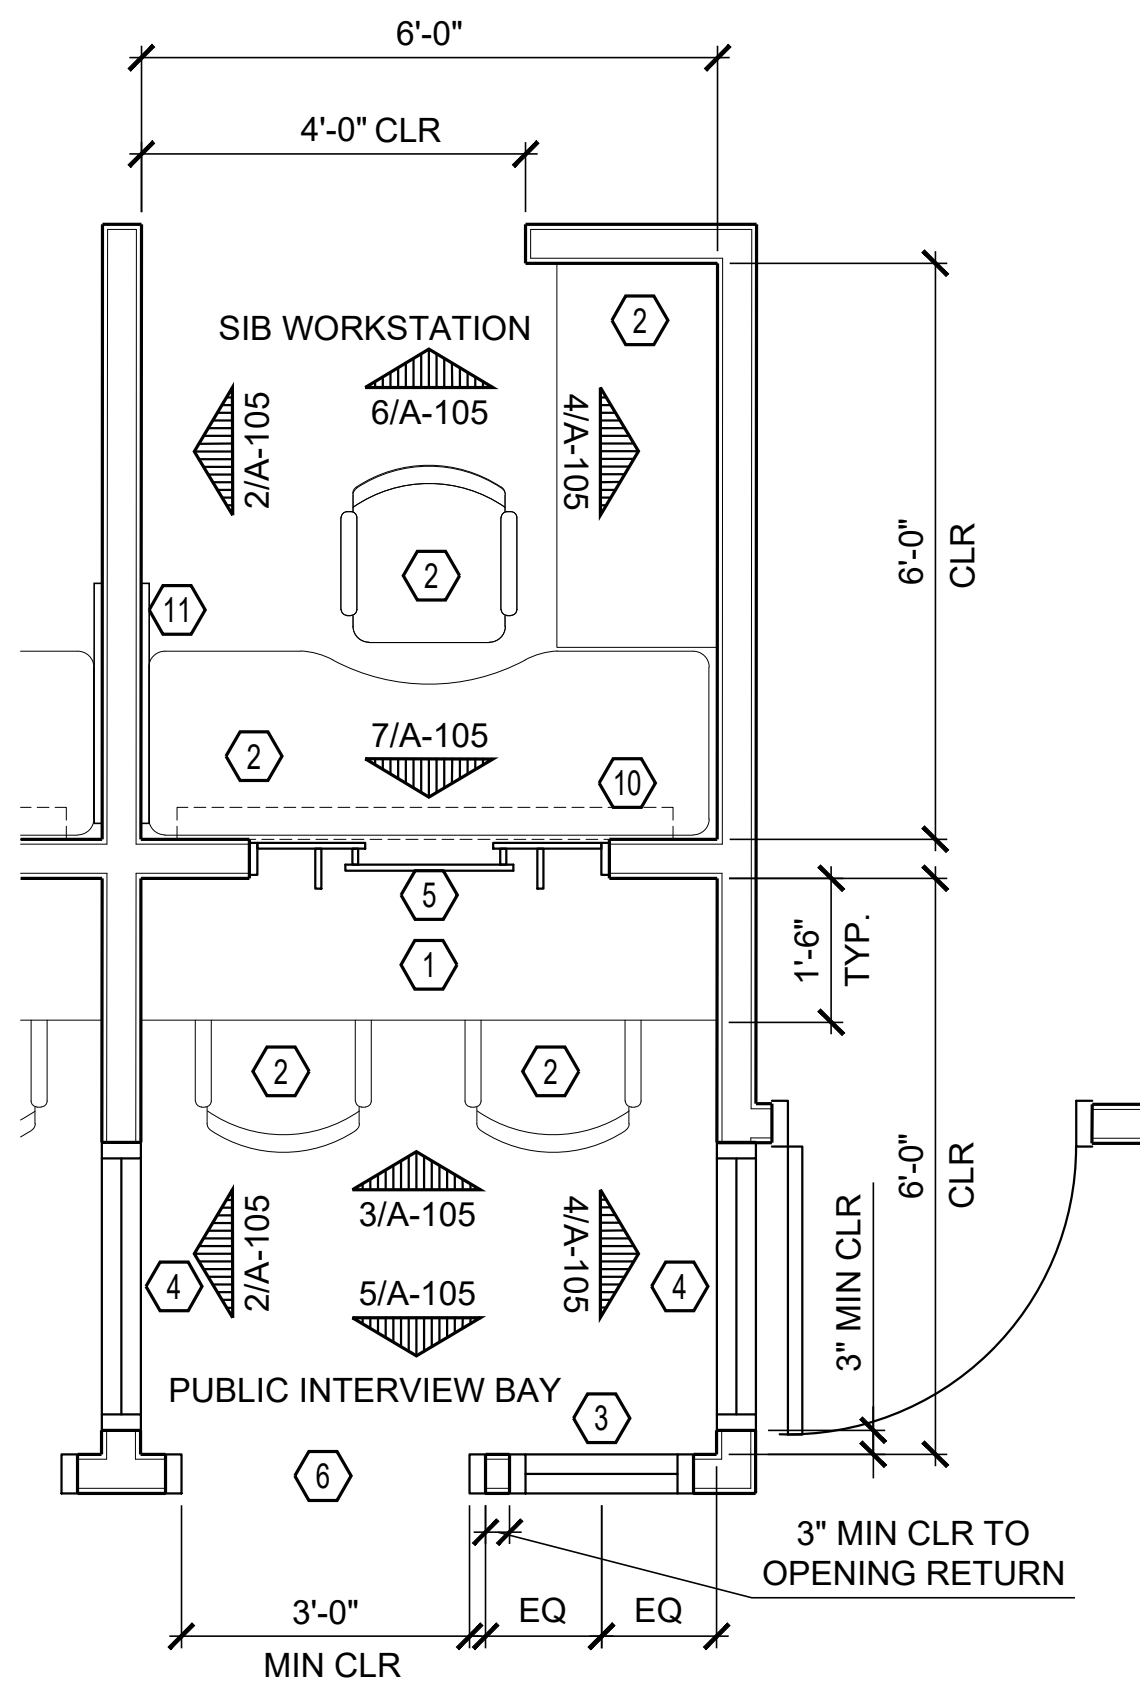 6'-0"
4'-0" CLR
2
SIB WORKSTATION
6/A-105
2/A-105
4/A-105
6'-0"
CLR
2
11
7/A-105
2
10
5
1
1'-6"
TYP.
2
2
3/A-105
2/A-105
4/A-105
6'-0"
CLR
3" MIN CLR
4
5/A-105
4
PUBLIC INTERVIEW BAY
3
6
3" MIN CLR TO
OPENING RETURN
3'-0"
MIN CLR
EQ
EQ